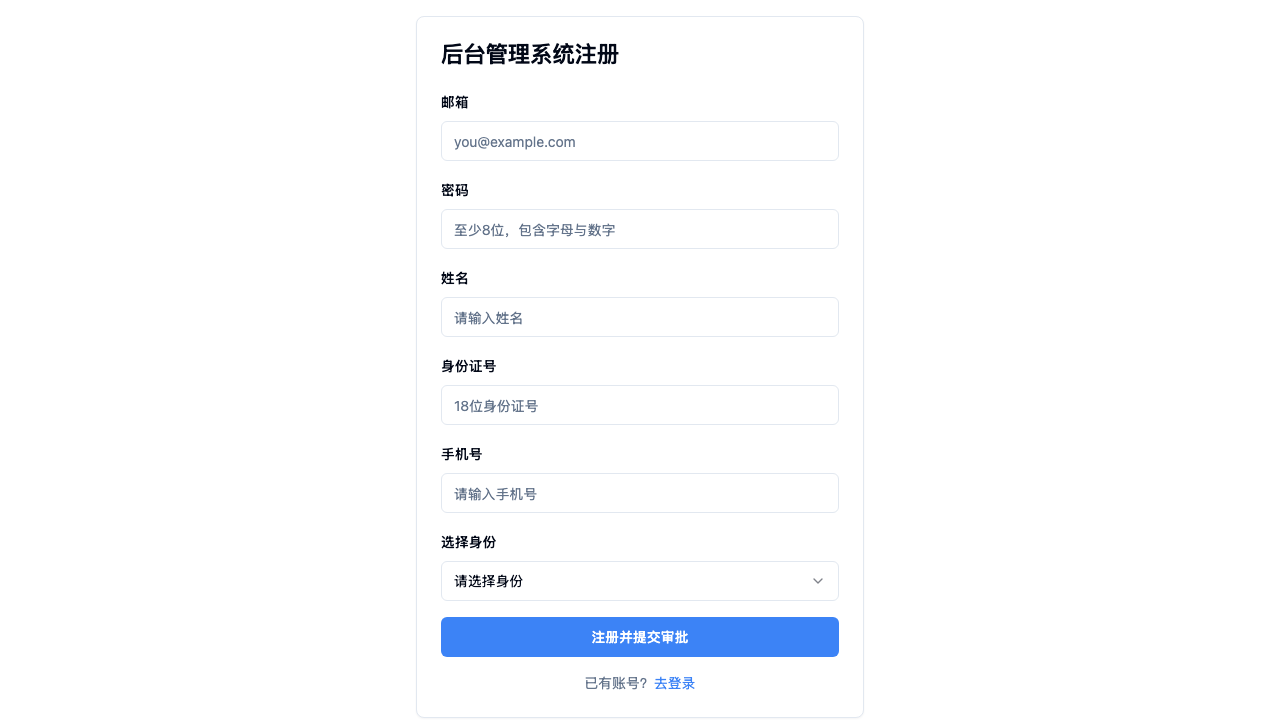 后台管理系统注册
邮箱
you@example.com
密码
至少8位，包含字母与数字
姓名
请输入姓名
身份证号
18位身份证号
手机号
请输入手机号
选择身份
请选择身份
注册并提交审批
已有账号？去登录